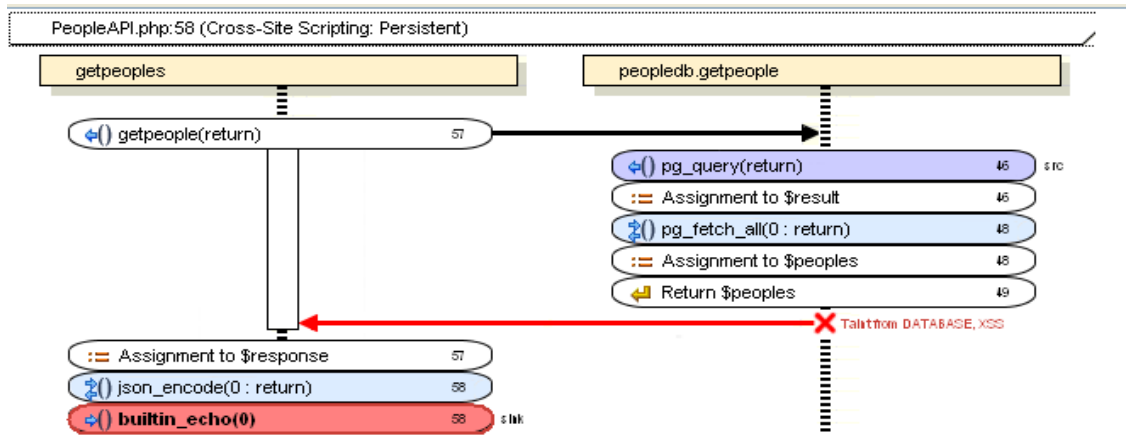 PeopleAPI.php:58 (Cross-Site Scripting: Persistent)
getpeoples
peopledb.getpeople
getpeople(return) 57
pg_query(return) 46 src
:= Assignment to $result 46
pg_fetch_all(0 : return) 48
:= Assignment to $peoples 48
Return $peoples 49
Taint from DATABASE, XSS
:= Assignment to $response 57
json_encode(0 : return) 58
builtin_echo(0) 58 sink